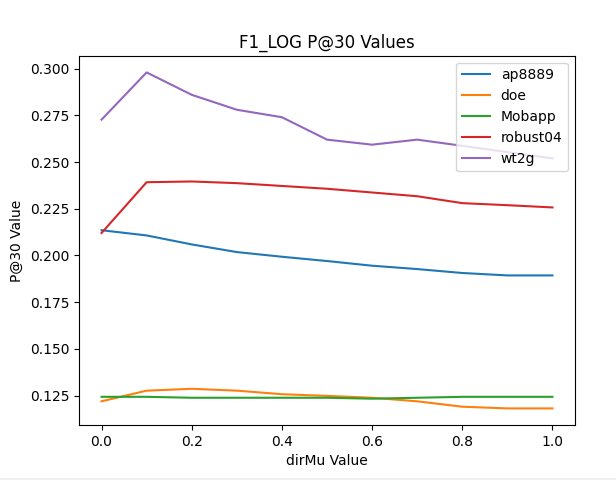 F1_LOG P@30 Values
P@30 Value
0.300
0.275
0.250
0.225
0.200
0.175
0.150
0.125
ap8889
doe
Mobapp
robust04
wt2g
0.0 0.2 0.4 0.6 0.8 1.0
dirMu Value